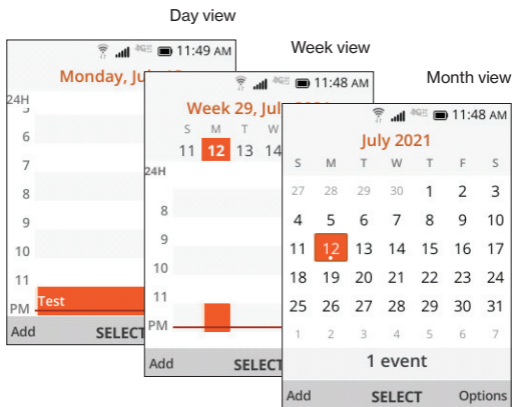 Day view
11:49 AM
Monday, Ju
24H
6
7
8
9
10
11
Test
PM
Add SELECT
Week view
11:48 AM
Week 29, Jul
S M T W
11 12 13 14
24H
8
9
10
11
PM
Add SELECT
Month view
11:48 AM
July 2021
S M T W T F S
27 28 29 30 1 2 3
4 5 6 7 8 9 10
11 12 13 14 15 16 17
18 19 20 21 22 23 24
25 26 27 28 29 30 31
1 2 3 4 5 6 7
1 event
Add SELECT Options